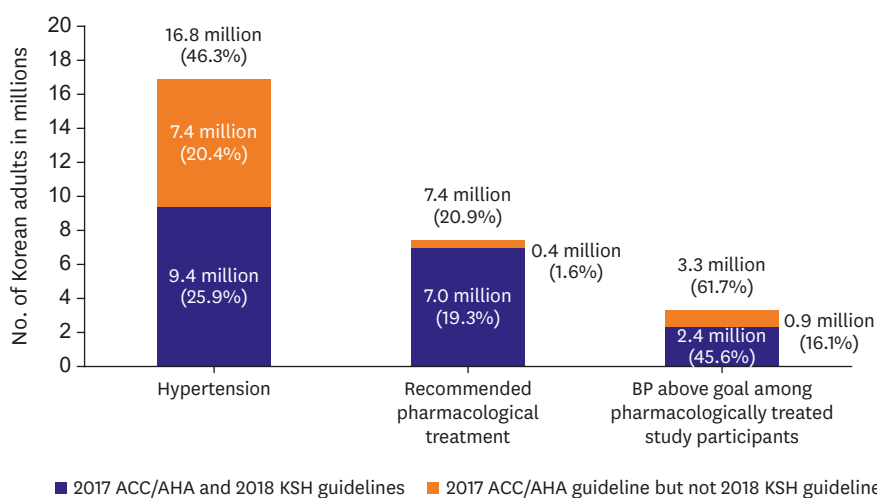 No. of Korean adults in millions
20
18
16
14
12
10
8
6
4
2
0
16.8 million
(46.3%)
7.4 million
(20.4%)
9.4 million
(25.9%)
7.4 million
(20.9%)
0.4 million
(1.6%)
7.0 million
(19.3%)
3.3 million
(61.7%)
0.9 million
(16.1%)
2.4 million
(45.6%)
Hypertension
Recommended
pharmacological
treatment
BP above goal among
pharmacologically treated
study participants
2017 ACC/AHA and 2018 KSH guidelines
2017 ACC/AHA guideline but not 2018 KSH guideline